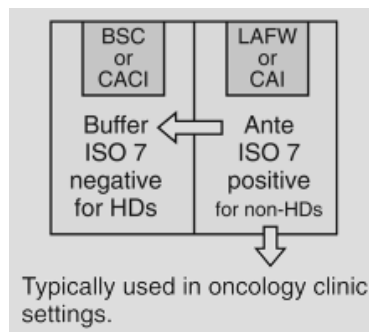 BSC
or
CACI
LAFW
or
CAI
Buffer
ISO 7
negative
for HDs
Ante
ISO 7
positive
for non-HDs
Typically used in oncology clinic
settings.